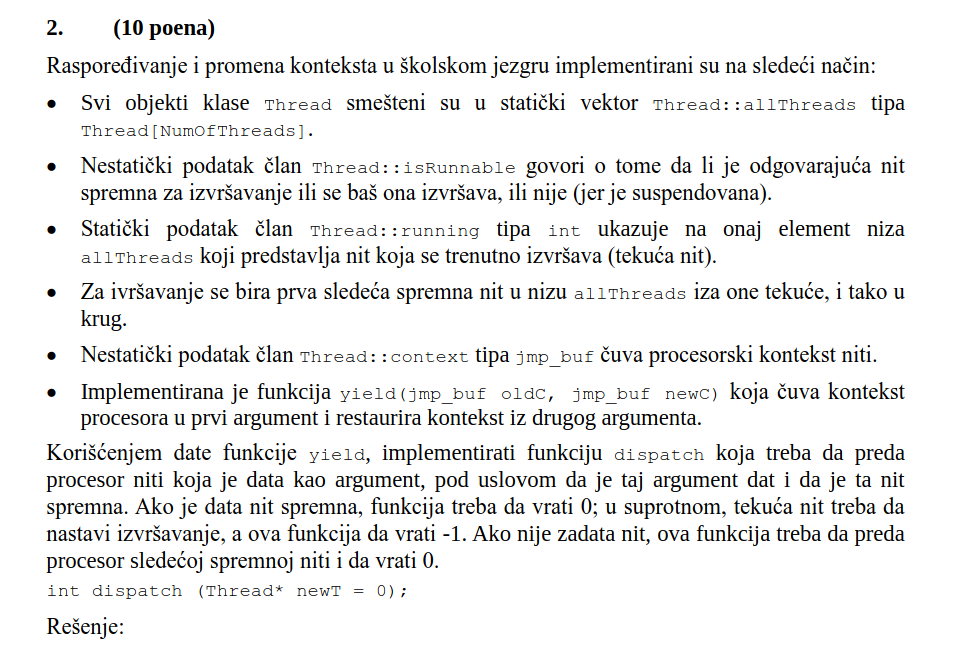 2. (10 poena)
Raspoređivanje i promena konteksta u školskom jezgru implementirani su na sledeći način:
• Svi objekti klase Thread smešteni su u statički vektor Thread::allThreads tipa
Thread[NumOfThreads].
• Nestatički podatak član Thread::isRunnable govori o tome da li je odgovarajuća nit
spremna za izvršavanje ili se baš ona izvršava, ili nije (jer je suspendovana).
• Statički podatak član Thread::running tipa int ukazuje na onaj element niza
allThreads koji predstavlja nit koja se trenutno izvršava (tekuća nit).
• Za ivršavanje se bira prva sledeća spremna nit u nizu allThreads iza one tekuće, i tako u
krug.
• Nestatički podatak član Thread::context tipa jmp_buf čuva procesorski kontekst niti.
• Implementirana je funkcija yield(jmp_buf oldC, jmp_buf newC) koja čuva kontekst
procesora u prvi argument i restaurira kontekst iz drugog argumenta.
Korišćenjem date funkcije yield, implementirati funkciju dispatch koja treba da preda
procesor niti koja je data kao argument, pod uslovom da je taj argument dat i da je ta nit
spremna. Ako je data nit spremna, funkcija treba da vrati 0; u suprotnom, tekuća nit treba da
nastavi izvršavanje, a ova funkcija da vrati -1. Ako nije zadata nit, ova funkcija treba da preda
procesor sledećoj spremnoj niti i da vrati 0.
int dispatch (Thread* newT = 0);
Rešenje: